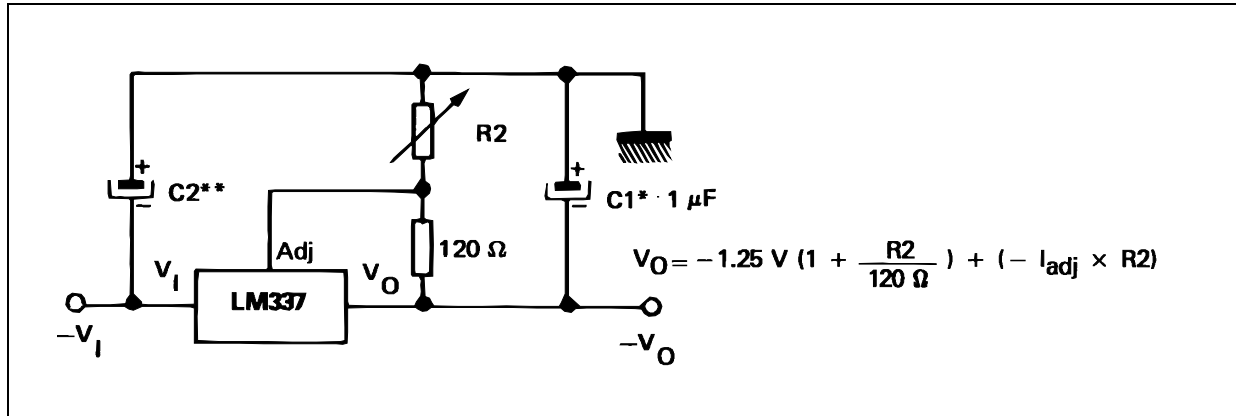 R2
+
C2**
−
+
C1* · 1 μF
−
120 Ω
Adj
V_I
V_O
LM337
−V_I
−V_O
V_O = −1.25 V (1 + R2 / 120 Ω) + (− I_adj × R2)